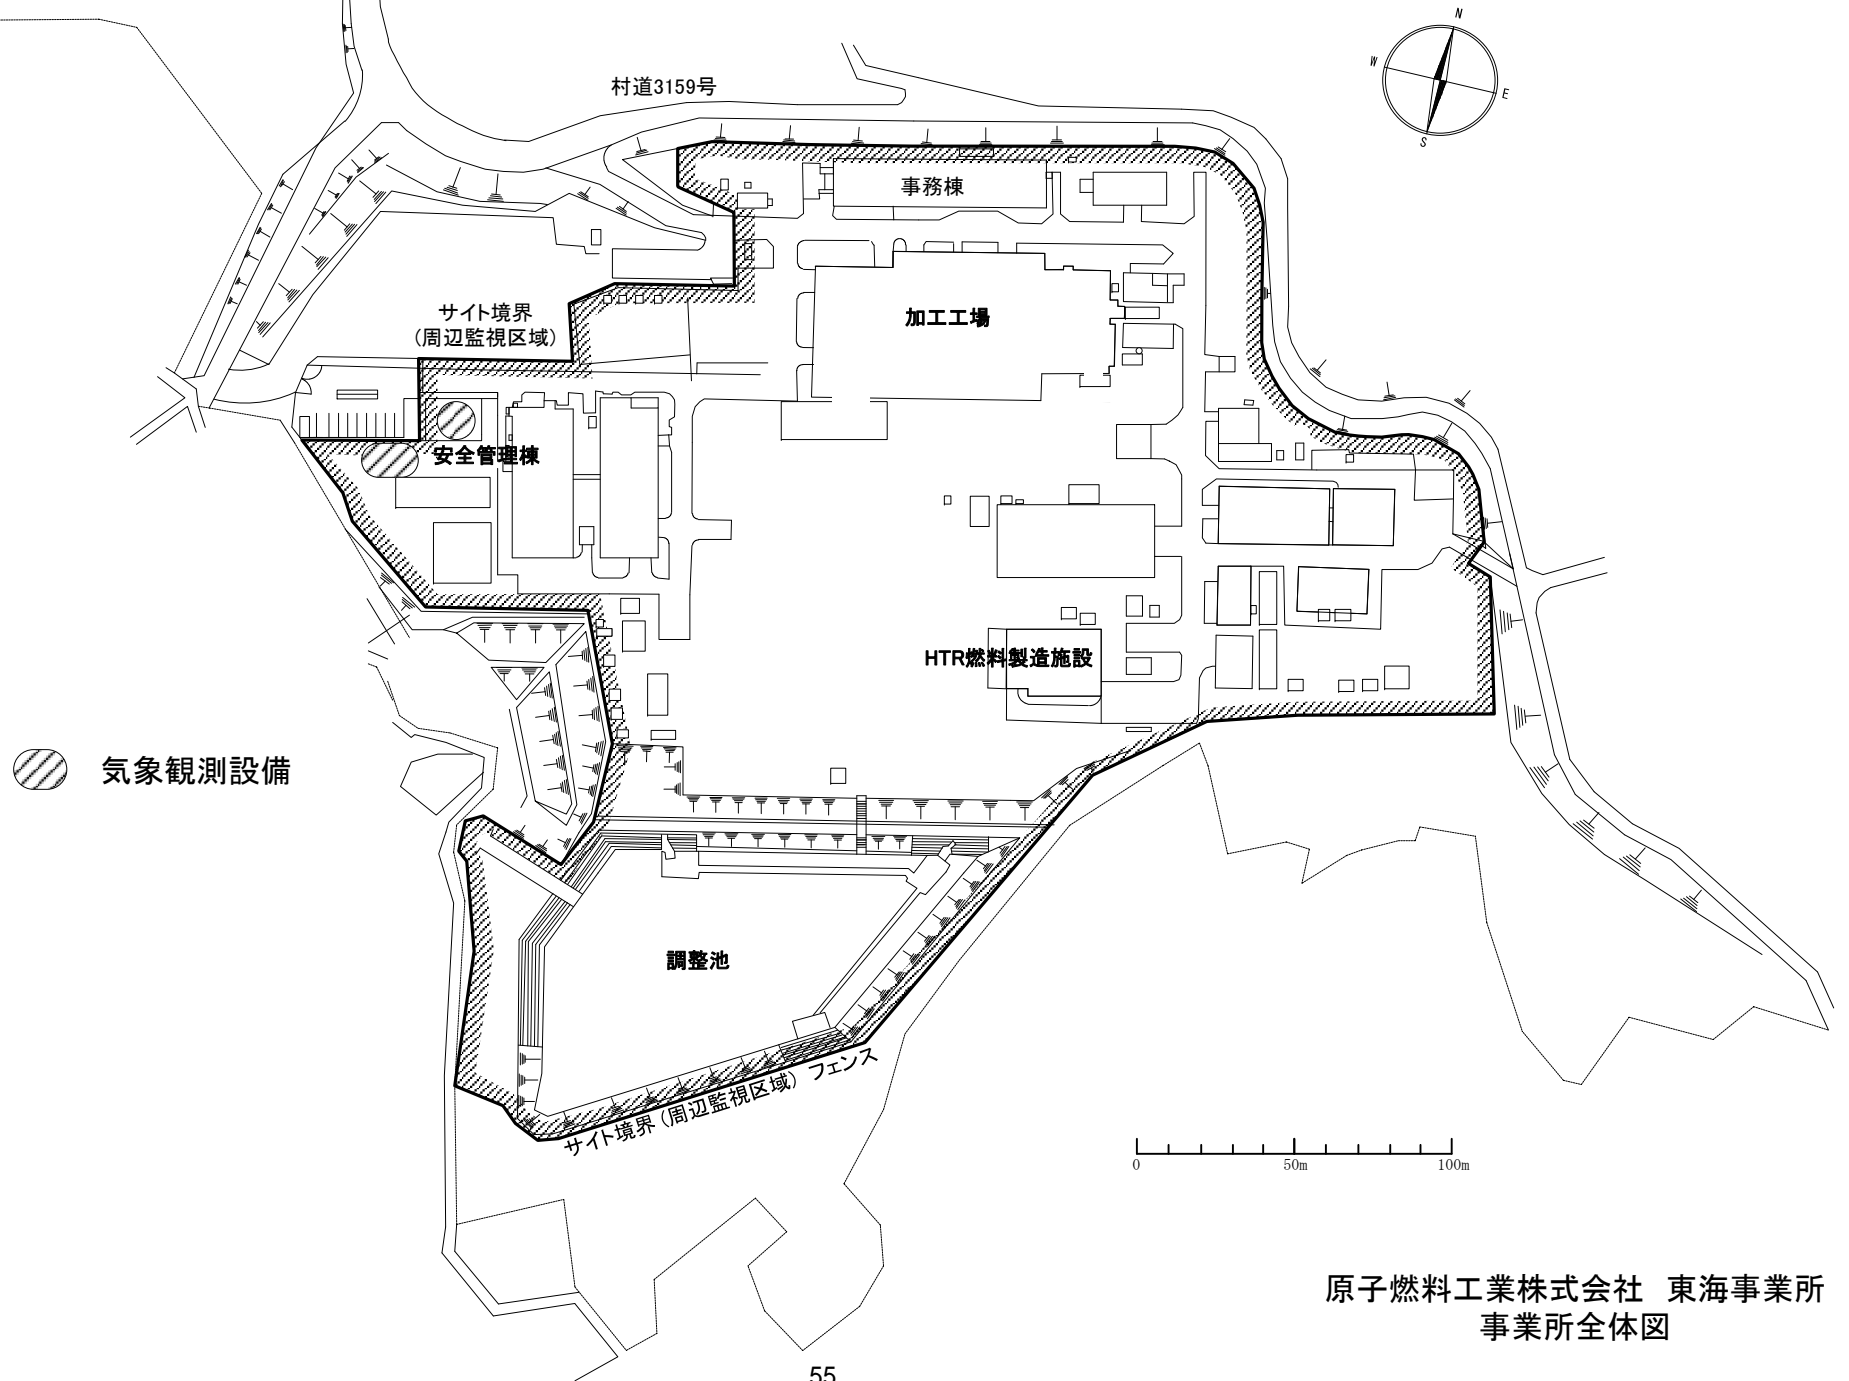 N
W
E
S
村道3159号
事務棟
サイト境界
(周辺監視区域)
加工工場
安全管理棟
HTR燃料製造施設
気象観測設備
調整池
サイト境界 (周辺監視区域) フェンス
0 50m 100m
原子燃料工業株式会社 東海事業所
事業所全体図
55